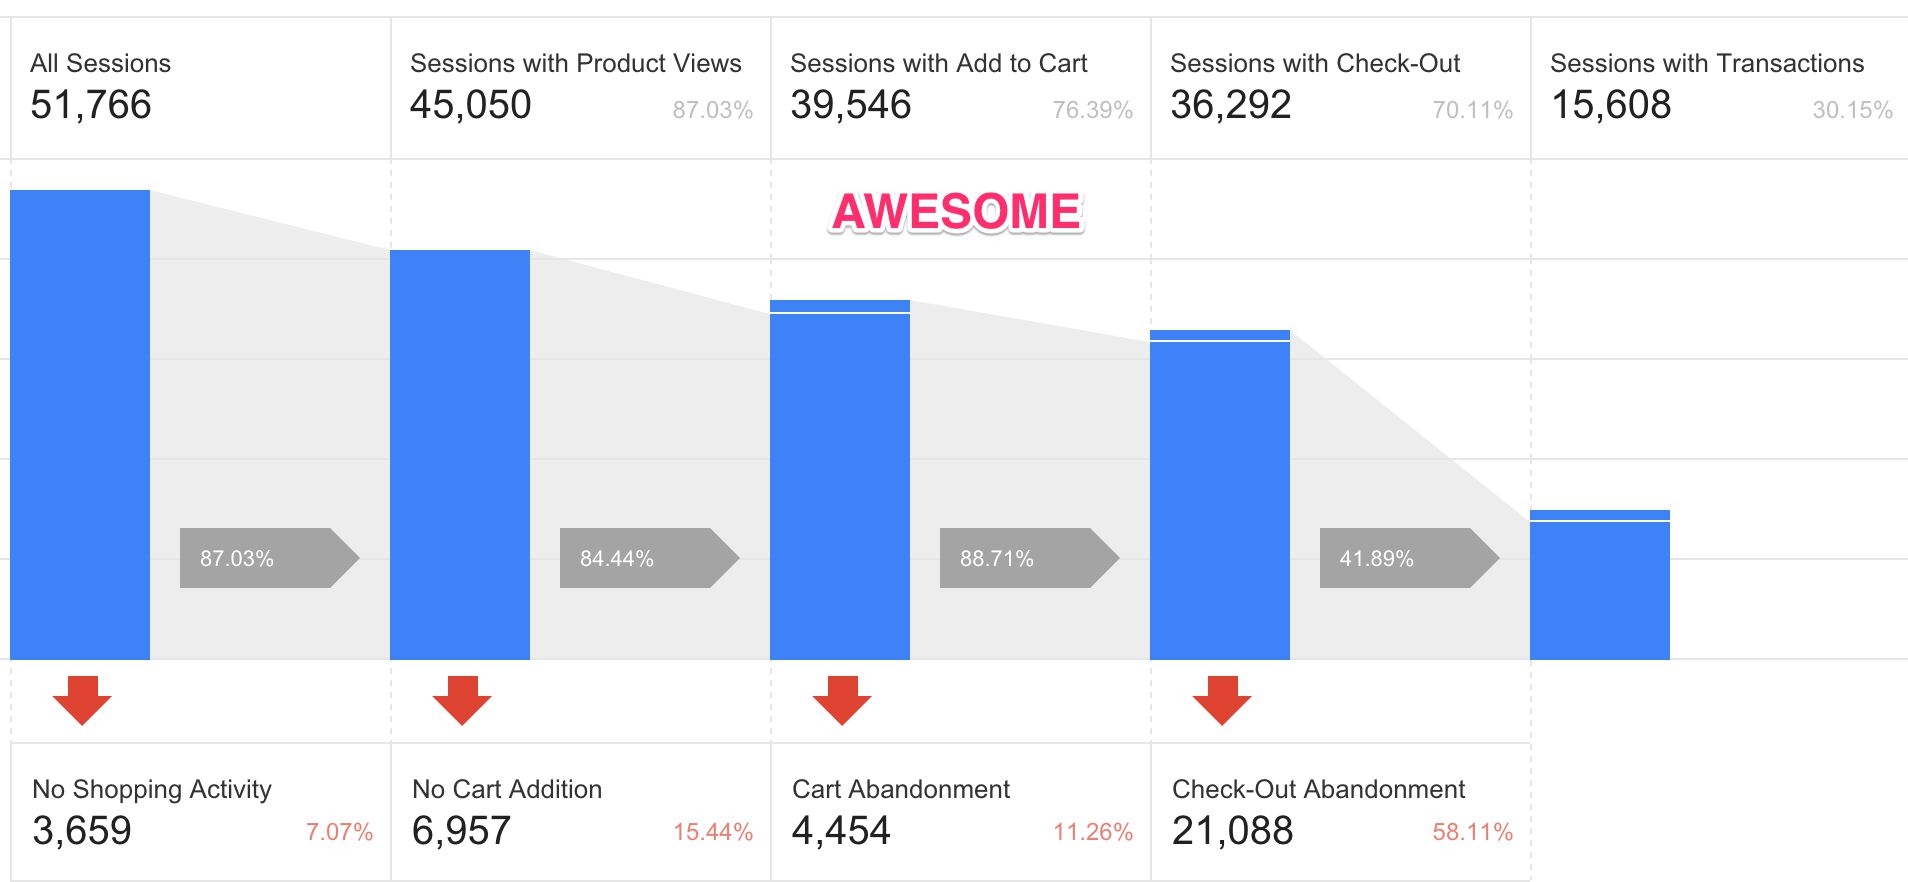 All Sessions
51,766
Sessions with Product Views
45,050 87.03%
Sessions with Add to Cart
39,546 76.39%
Sessions with Check-Out
36,292 70.11%
Sessions with Transactions
15,608 30.15%
AWESOME
87.03%
84.44%
88.71%
41.89%
No Shopping Activity
3,659 7.07%
No Cart Addition
6,957 15.44%
Cart Abandonment
4,454 11.26%
Check-Out Abandonment
21,088 58.11%